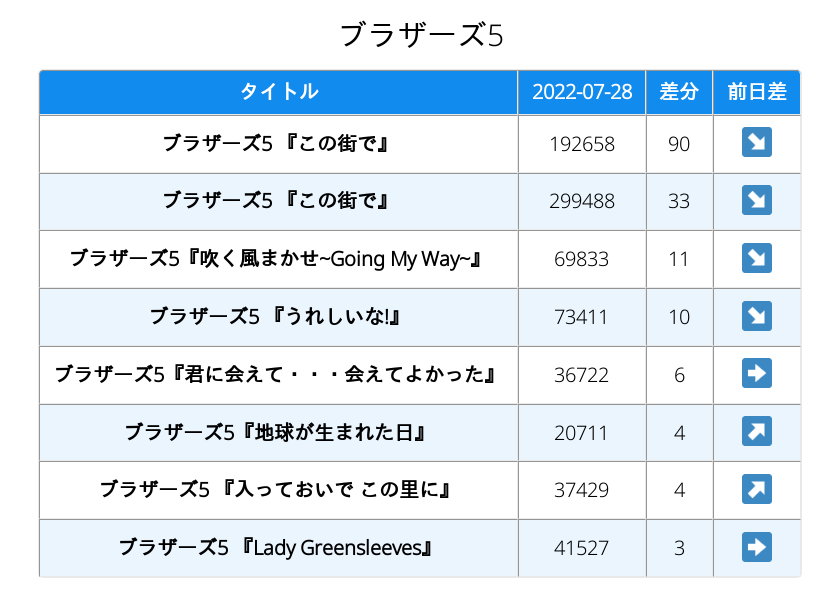 ブラザーズ5
タイトル 2022-07-28 差分 前日差
ブラザーズ5 『この街で』 192658 90 ↘
ブラザーズ5 『この街で』 299488 33 ↘
ブラザーズ5『吹く風まかせ~Going My Way~』 69833 11 ↘
ブラザーズ5 『うれしいな!』 73411 10 ↘
ブラザーズ5『君に会えて・・・会えてよかった』 36722 6 →
ブラザーズ5『地球が生まれた日』 20711 4 ↗
ブラザーズ5 『入っておいで この里に』 37429 4 ↗
ブラザーズ5 『Lady Greensleeves』 41527 3 →